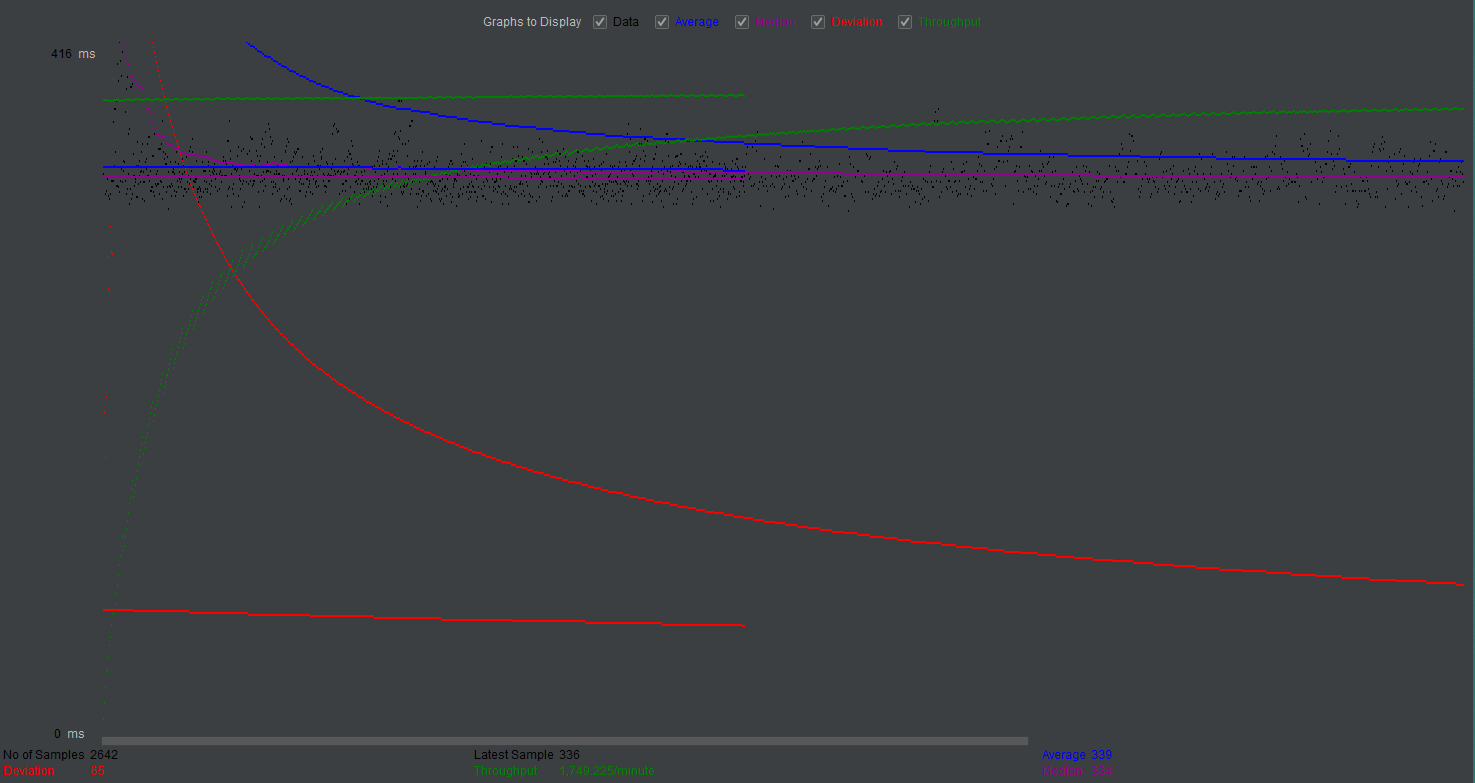 Graphs to Display Data Average Median Deviation Throughput
416 ms
0 ms
No of Samples 2642 Latest Sample 336 Average 339
Deviation 65 Throughput 1,749.225/minute Median 334